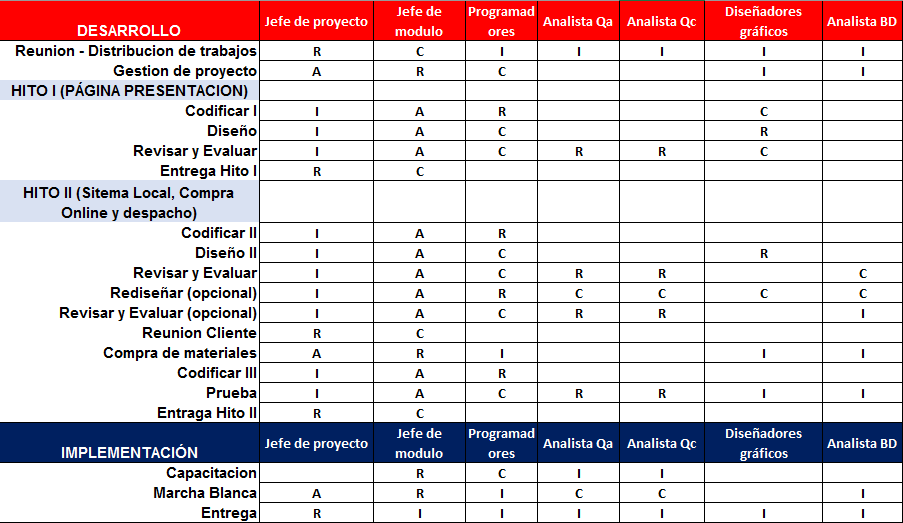 DESARROLLO Jefe de proyecto Jefe de modulo Programadores Analista Qa Analista Qc Diseñadores gráficos Analista BD
Reunion - Distribucion de trabajos R C I I I I I
Gestion de proyecto A R C I I
HITO I (PÁGINA PRESENTACION)
Codificar I I A R C
Diseño I A C R
Revisar y Evaluar I A C R R C
Entrega Hito I R C
HITO II (Sitema Local, Compra
Online y despacho)
Codificar II I A R
Diseño II I A C R
Revisar y Evaluar I A C R R C
Rediseñar (opcional) I A R C C C C
Revisar y Evaluar (opcional) I A C R R I
Reunion Cliente R C
Compra de materiales A R I I I
Codificar III I A R
Prueba I A C R R I I
Entraga Hito II R C
IMPLEMENTACIÓN Jefe de proyecto Jefe de modulo Programadores Analista Qa Analista Qc Diseñadores gráficos Analista BD
Capacitacion R C I I
Marcha Blanca A R I C C I
Entrega R I I I I I I